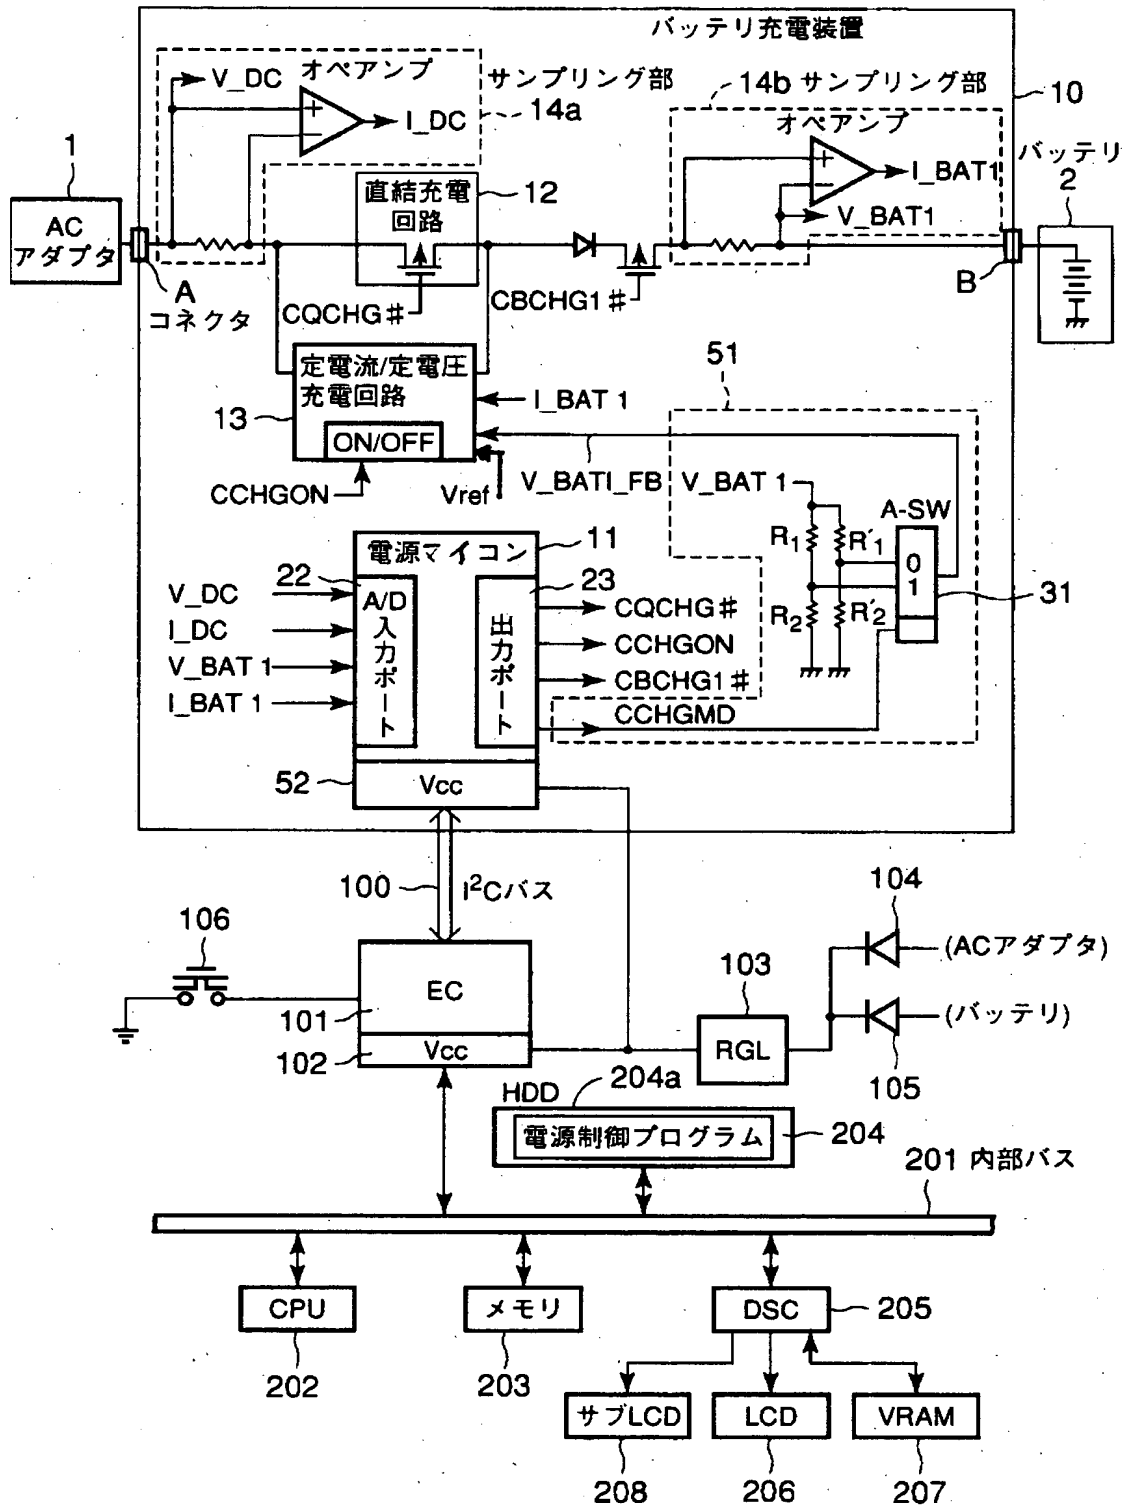 バッテリ充電装置
V_DC
オペアンプ
サンプリング部
14a
I_DC
+
−
14b サンプリング部
オペアンプ
+
−
I_BAT1
V_BAT1
10
バッテリ
2
1
AC
アダプタ
A
コネクタ
直結充電
回路
12
CQCHG#
CBCHG1#
B
定電流/定電圧
充電回路
13
ON/OFF
I_BAT 1
CCHGON
Vref
V_BATI_FB
51
V_BAT 1
A-SW
R1
R'1
R2
R'2
0
1
31
電源マイコン
11
22
A/D
入力ポート
23
出力ポート
V_DC
I_DC
V_BAT 1
I_BAT 1
CQCHG#
CCHGON
CBCHG1#
CCHGMD
52
Vcc
100
I²Cバス
106
EC
101
102
Vcc
103
RGL
104
(ACアダプタ)
(バッテリ)
105
HDD
204a
電源制御プログラム
204
201 内部バス
CPU
202
メモリ
203
DSC
205
サブLCD
208
LCD
206
VRAM
207